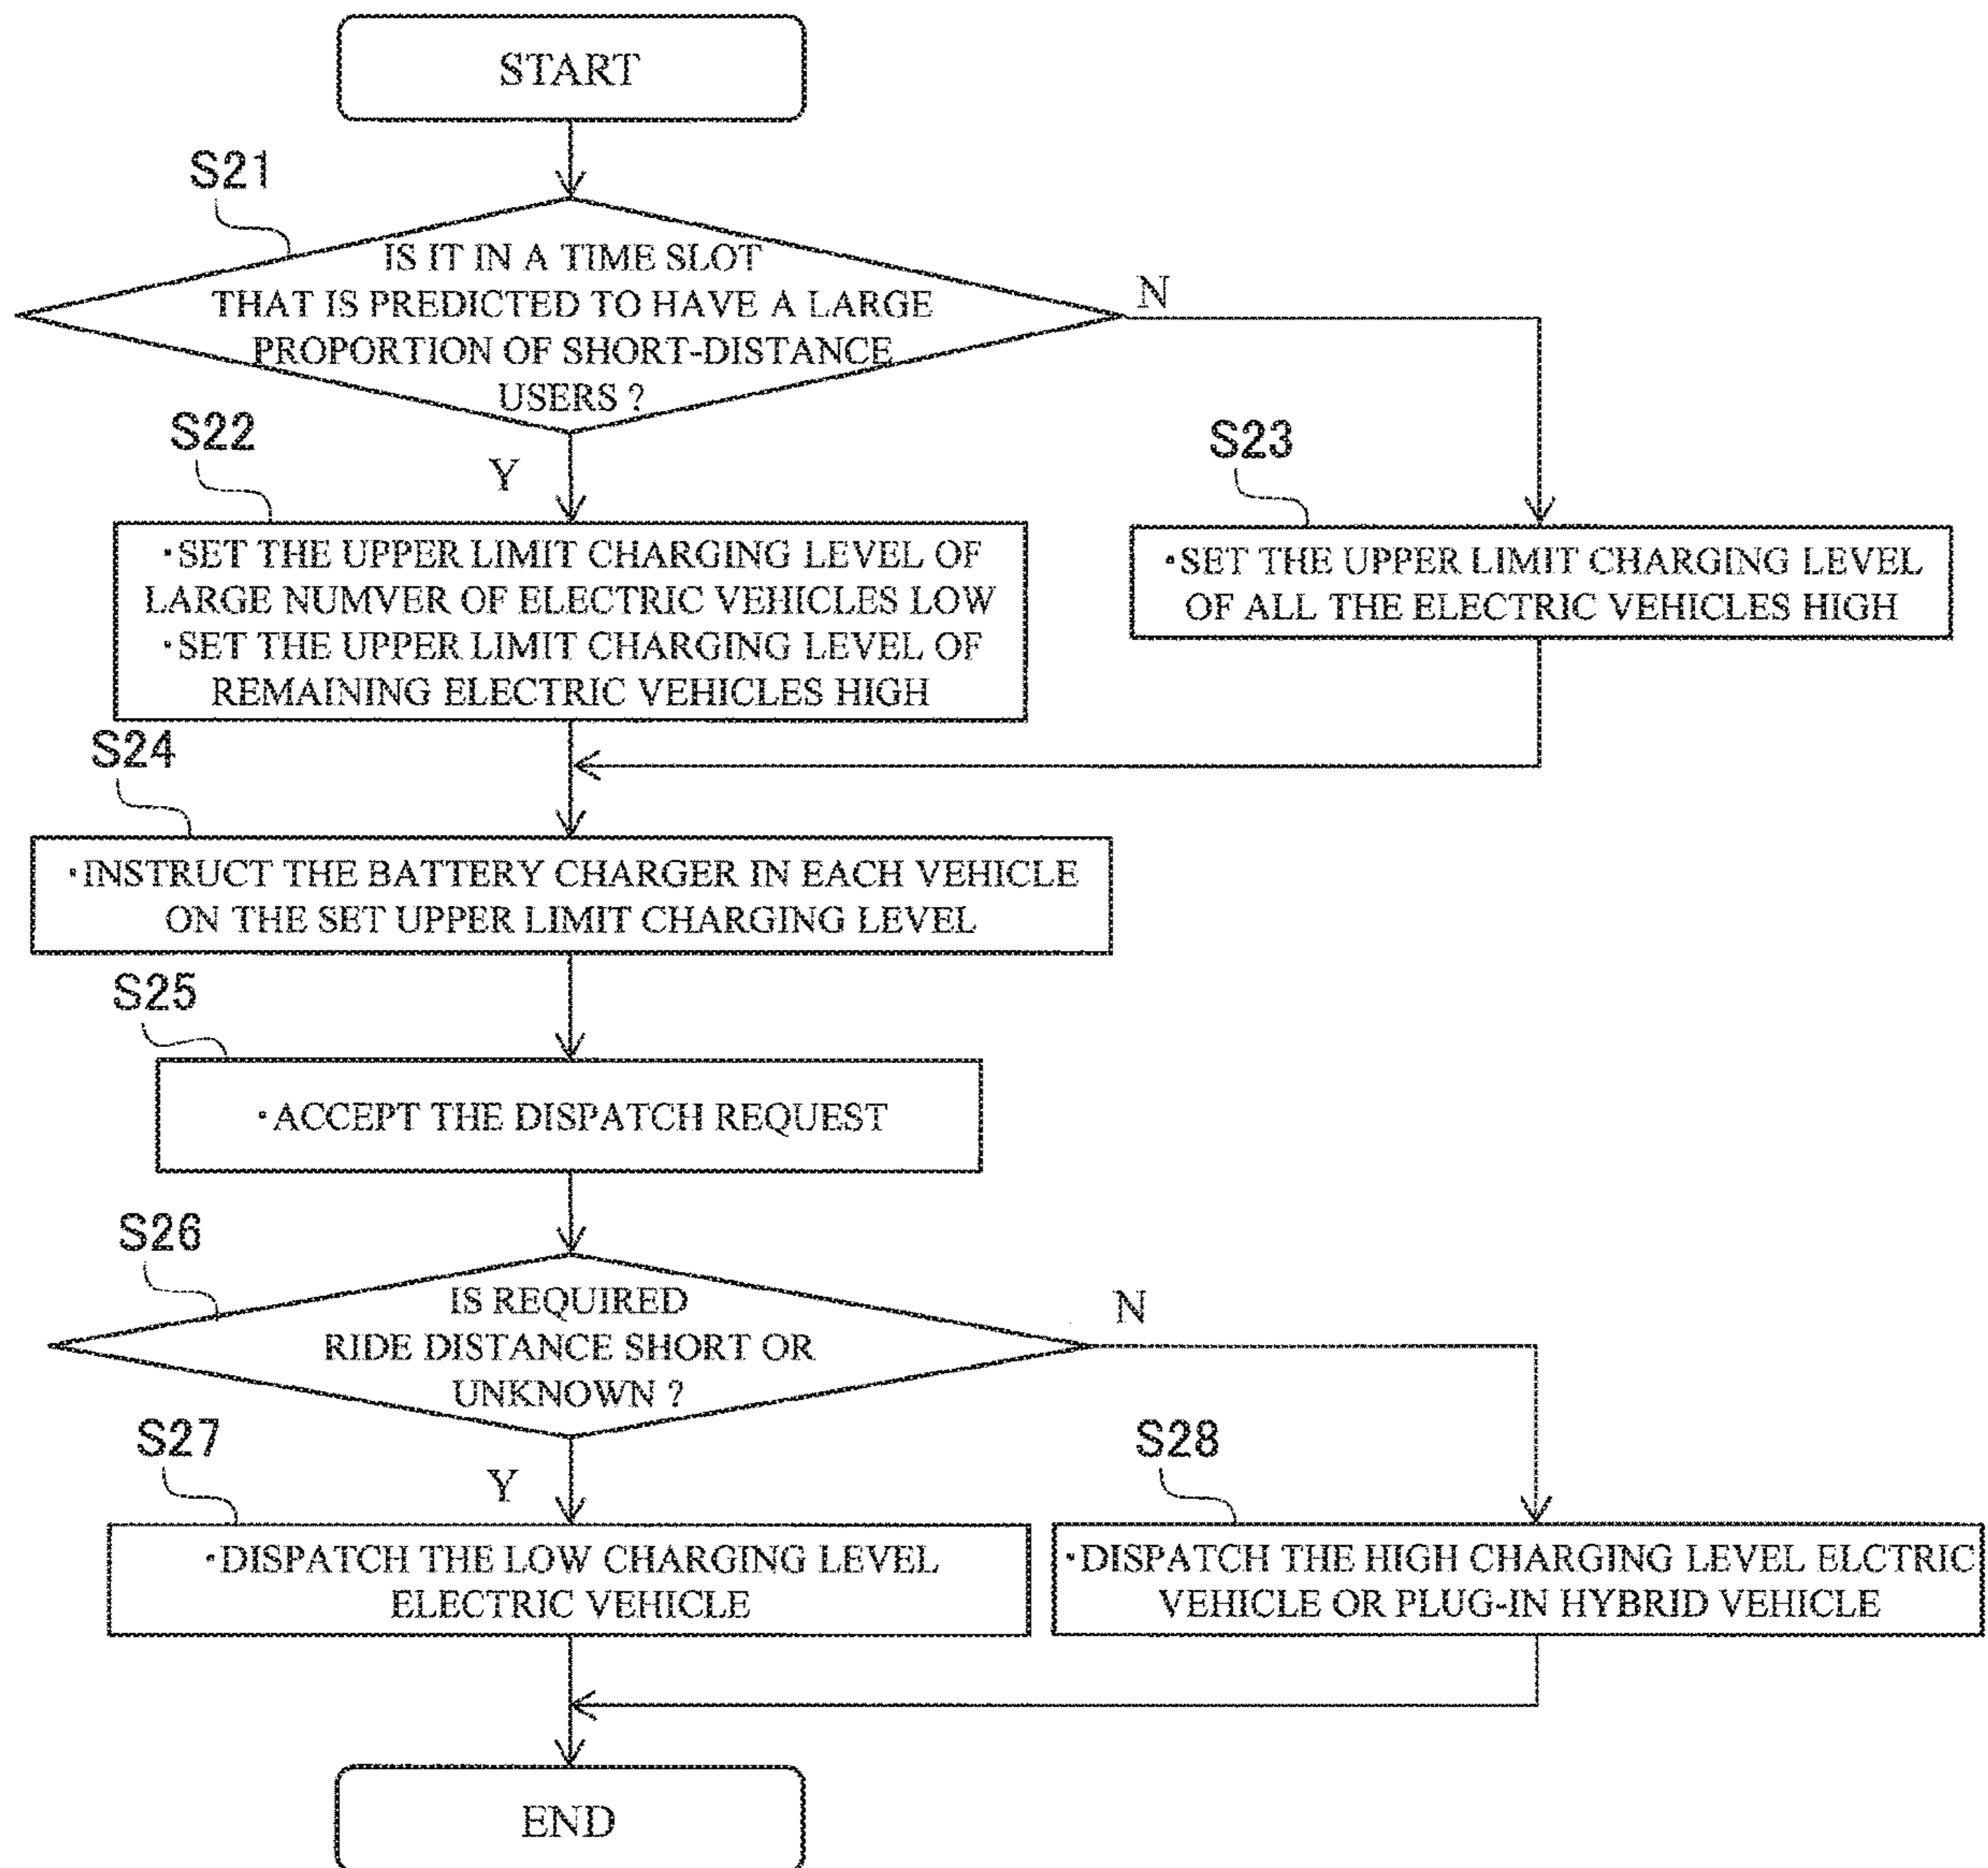 START
S21
IS IT IN A TIME SLOT
THAT IS PREDICTED TO HAVE A LARGE
PROPORTION OF SHORT-DISTANCE
USERS ?
N
Y
S22
・SET THE UPPER LIMIT CHARGING LEVEL OF
LARGE NUMVER OF ELECTRIC VEHICLES LOW
・SET THE UPPER LIMIT CHARGING LEVEL OF
REMAINING ELECTRIC VEHICLES HIGH
S23
・SET THE UPPER LIMIT CHARGING LEVEL
OF ALL THE ELECTRIC VEHICLES HIGH
S24
・INSTRUCT THE BATTERY CHARGER IN EACH VEHICLE
ON THE SET UPPER LIMIT CHARGING LEVEL
S25
・ACCEPT THE DISPATCH REQUEST
S26
IS REQUIRED
RIDE DISTANCE SHORT OR
UNKNOWN ?
N
Y
S27
・DISPATCH THE LOW CHARGING LEVEL
ELECTRIC VEHICLE
S28
・DISPATCH THE HIGH CHARGING LEVEL ELCTRIC
VEHICLE OR PLUG-IN HYBRID VEHICLE
END